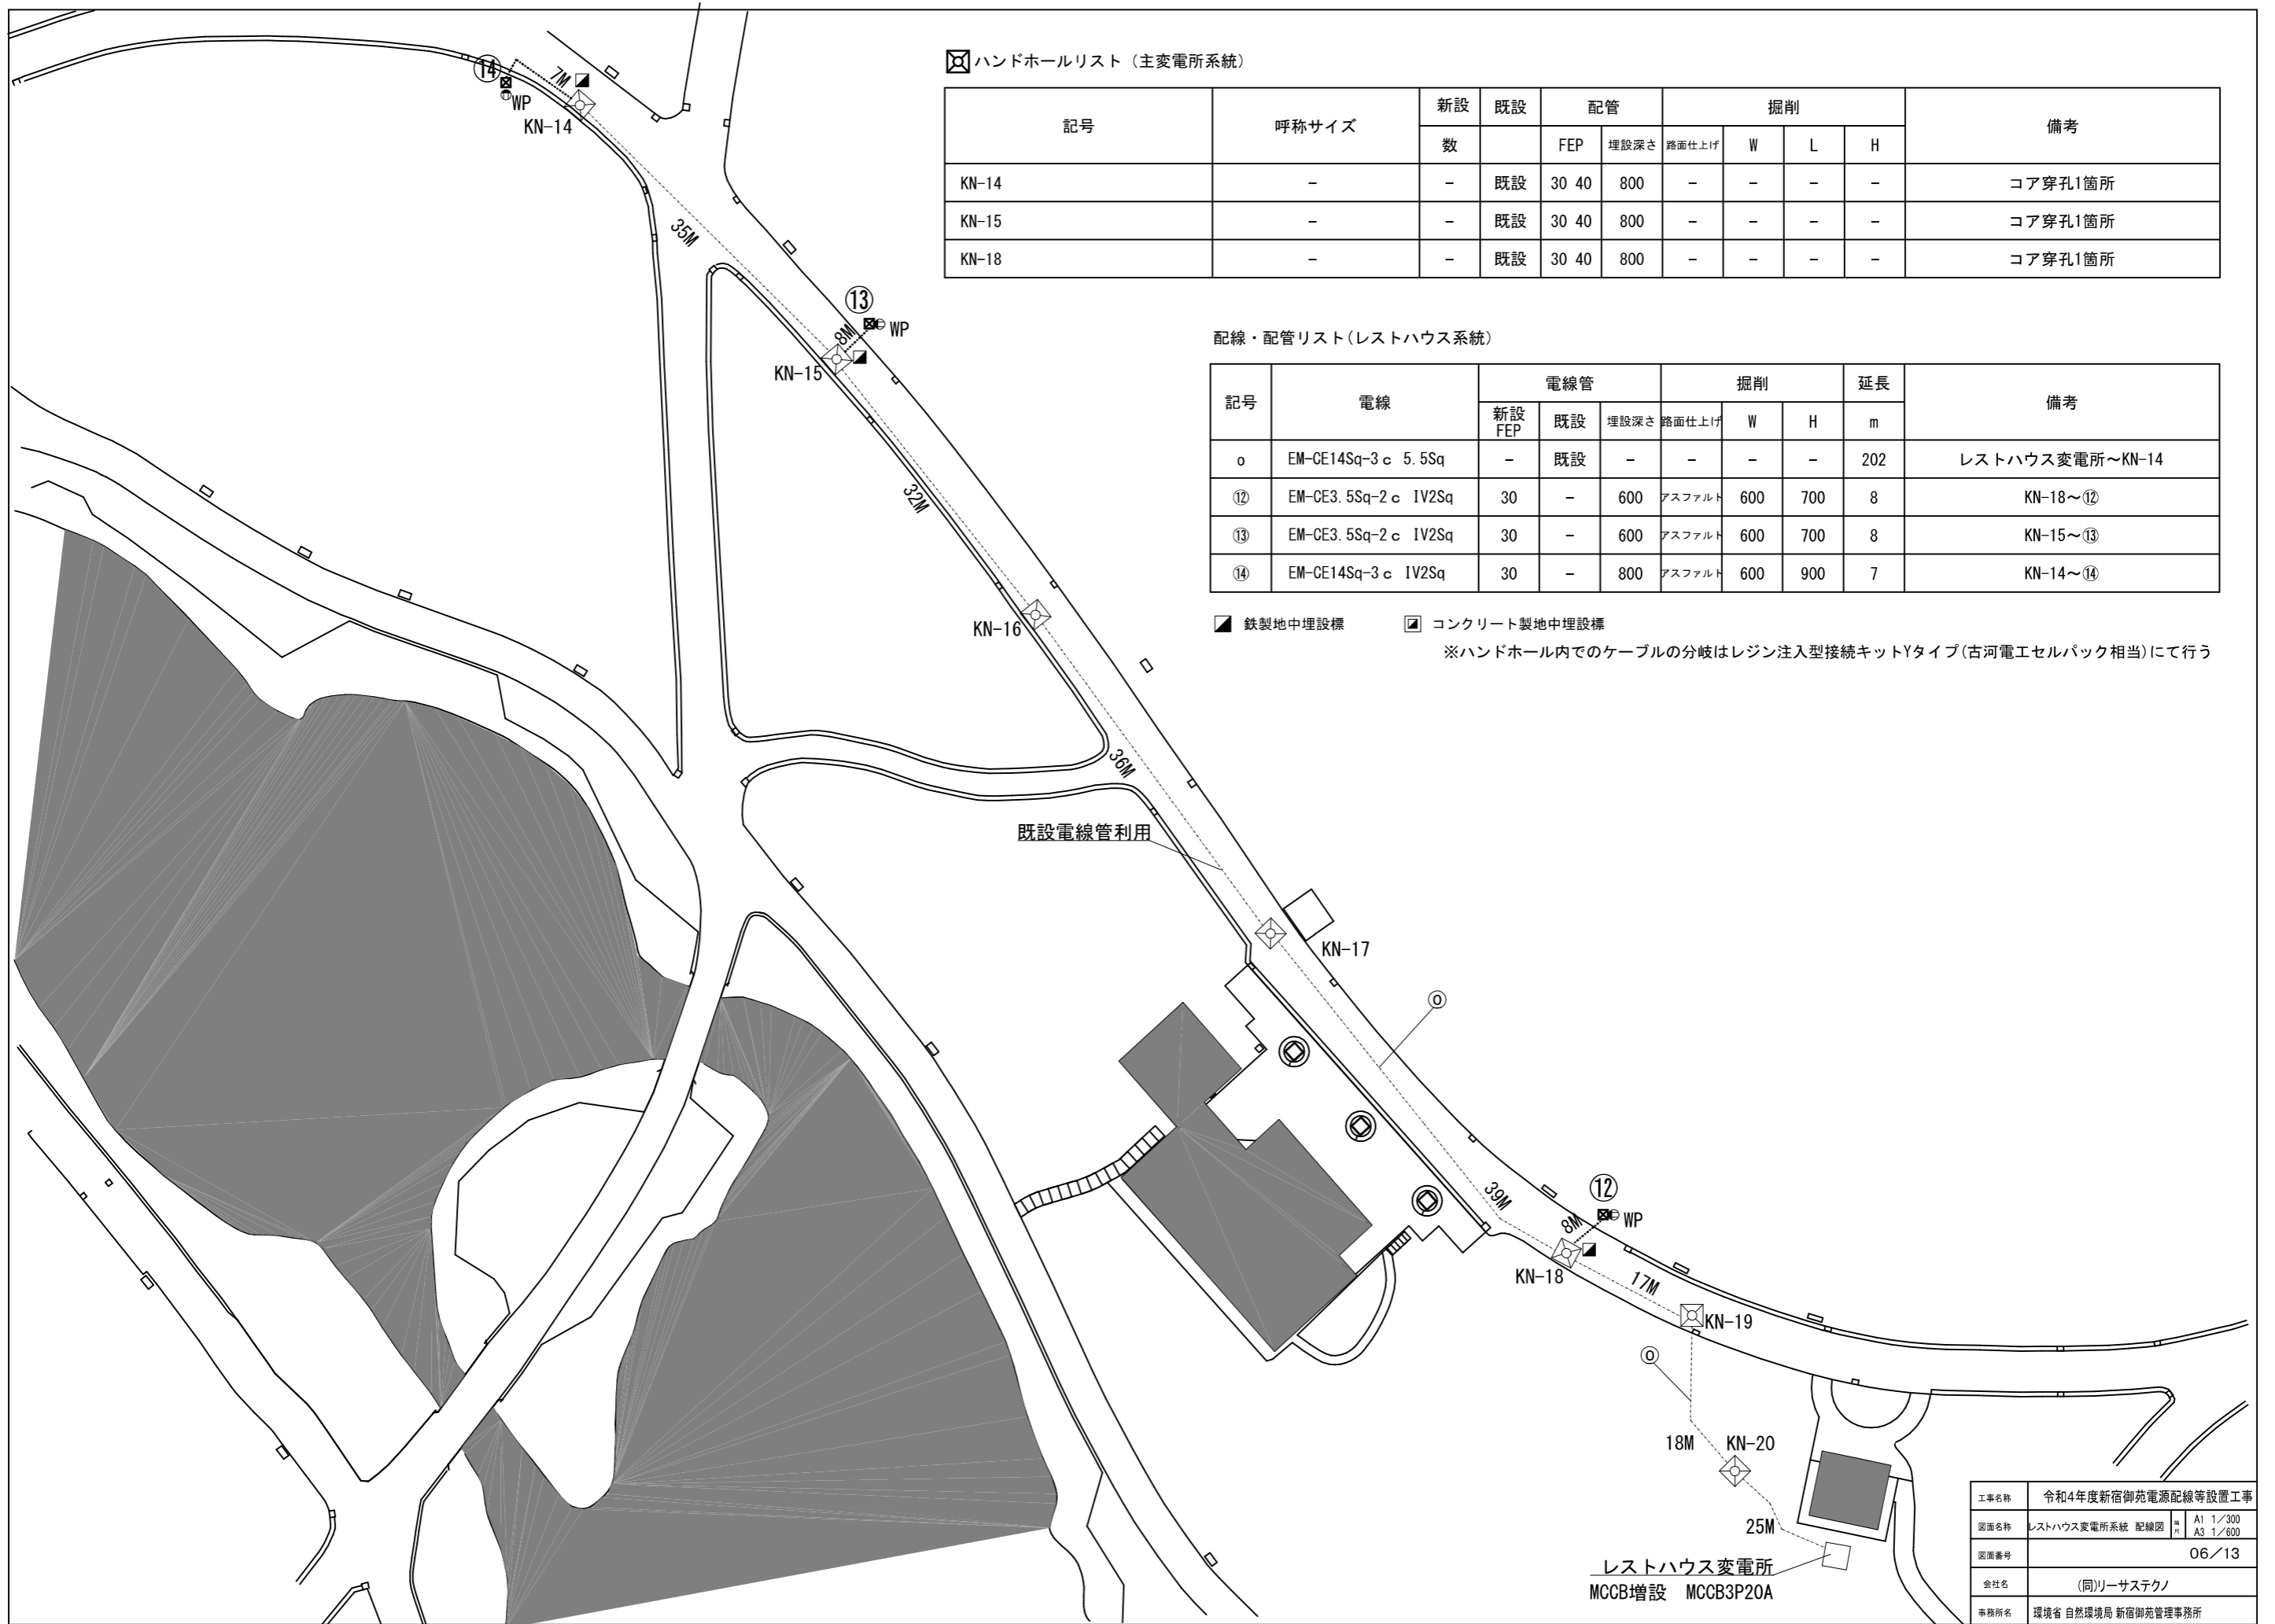 ハンドホールリスト（主変電所系統）
記号 呼称サイズ 新設 既設 配管 掘削 備考
数 FEP 埋設深さ 路面仕上げ W L H
KN-14 － － 既設 30 40 800 － － － － コア穿孔1箇所
KN-15 － － 既設 30 40 800 － － － － コア穿孔1箇所
KN-18 － － 既設 30 40 800 － － － － コア穿孔1箇所
配線・配管リスト(レストハウス系統)
記号 電線 電線管 掘削 延長 備考
新設FEP 既設 埋設深さ 路面仕上げ W H m
o EM-CE14Sq-3ｃ 5.5Sq － 既設 － － － － 202 レストハウス変電所～KN-14
⑫ EM-CE3.5Sq-2ｃ IV2Sq 30 － 600 アスファルト 600 700 8 KN-18～⑫
⑬ EM-CE3.5Sq-2ｃ IV2Sq 30 － 600 アスファルト 600 700 8 KN-15～⑬
⑭ EM-CE14Sq-3ｃ IV2Sq 30 － 800 アスファルト 600 900 7 KN-14～⑭
鉄製地中埋設標 コンクリート製地中埋設標
※ハンドホール内でのケーブルの分岐はレジン注入型接続キットYタイプ(古河電工セルパック相当)にて行う
⑭
7M
WP
KN-14
35M
⑬
8M
WP
KN-15
32M
KN-16
36M
既設電線管利用
KN-17
ⓞ
39M
⑫
8M
WP
KN-18
17M
KN-19
ⓞ
18M
KN-20
25M
レストハウス変電所
MCCB増設 MCCB3P20A
工事名称 令和4年度新宿御苑電源配線等設置工事
図面名称 レストハウス変電所系統 配線図 縮尺 A1 1／300
A3 1／600
図面番号 06／13
会社名 (同)リーサステクノ
事務所名 環境省 自然環境局 新宿御苑管理事務所